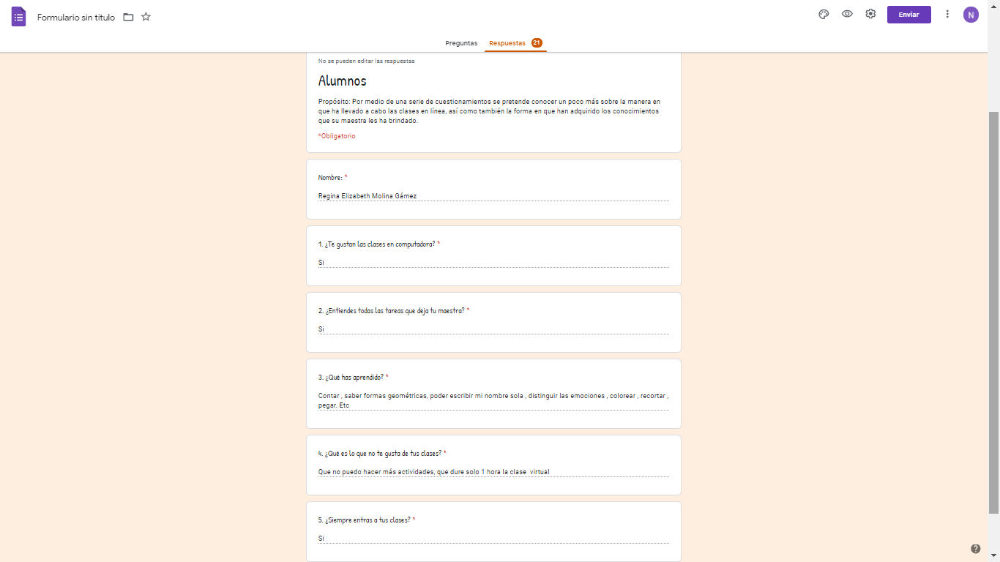 Formulario sin título
Enviar
N
Preguntas
Respuestas 21
No se pueden editar las respuestas
Alumnos
Propósito: Por medio de una serie de cuestionamientos se pretende conocer un poco más sobre la manera en
que ha llevado a cabo las clases en línea, así como también la forma en que han adquirido los conocimientos
que su maestra les ha brindado.
*Obligatorio
Nombre: *
Regina Elizabeth Molina Gámez
1. ¿Te gustan las clases en computadora? *
Si
2. ¿Entiendes todas las tareas que deja tu maestra? *
Si
3. ¿Qué has aprendido? *
Contar , saber formas geométricas, poder escribir mi nombre sola , distinguir las emociones , colorear , recortar ,
pegar. Etc
4. ¿Qué es lo que no te gusta de tus clases? *
Que no puedo hacer más actividades, que dure solo 1 hora la clase  virtual
5. ¿Siempre entras a tus clases? *
Si